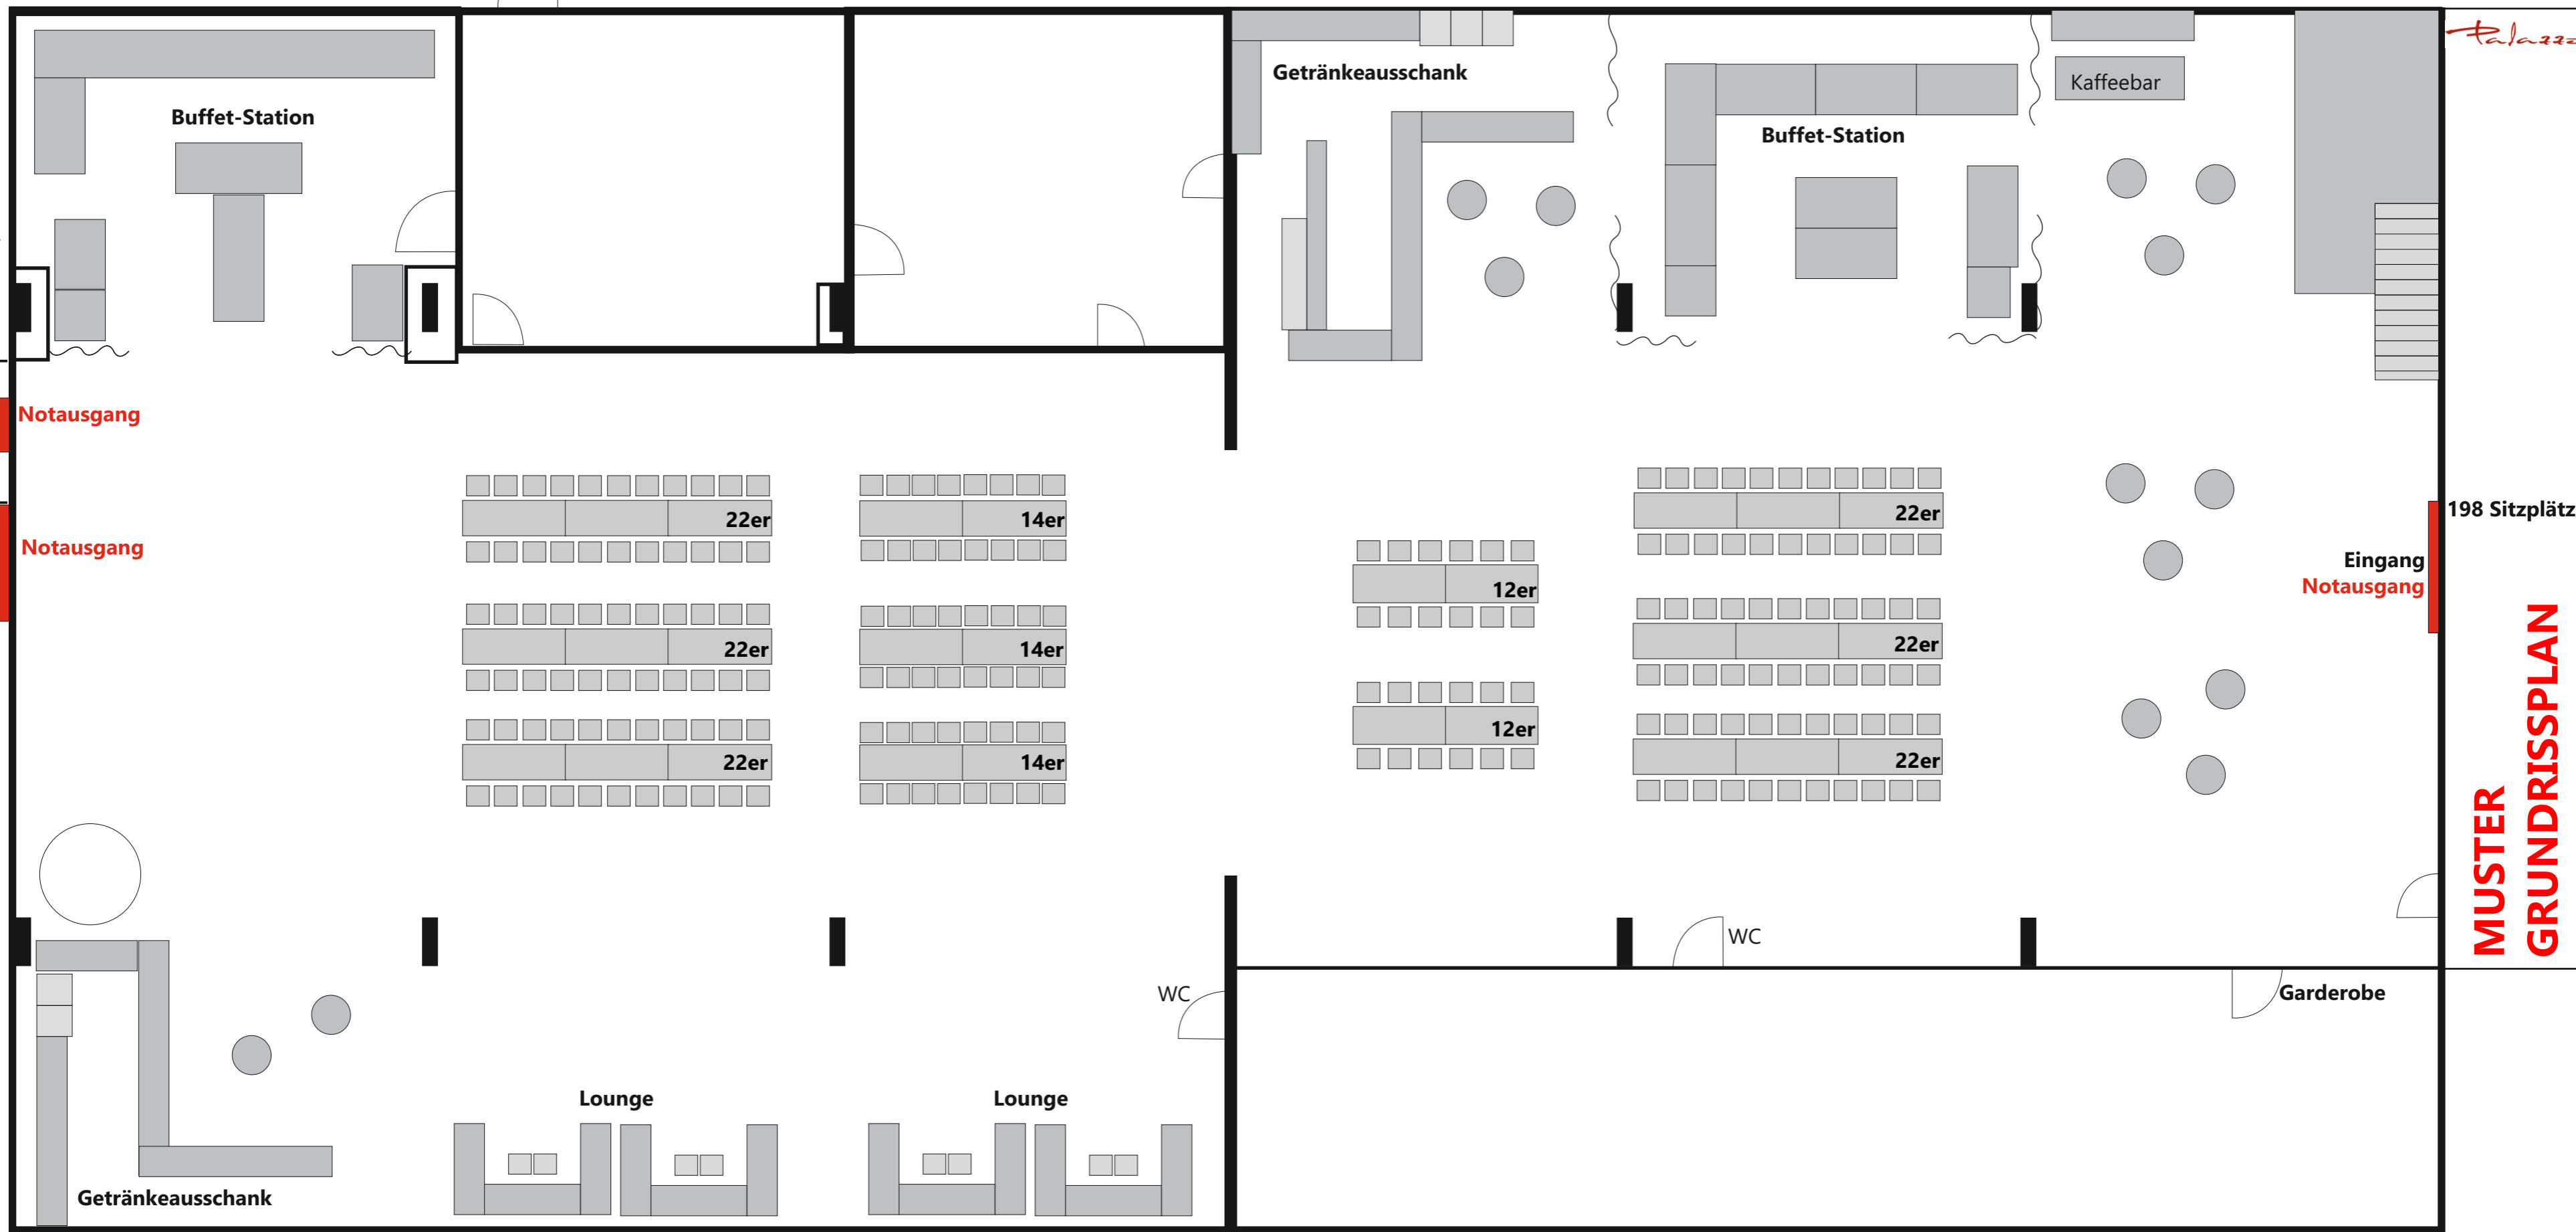 Palazzo
Getränkeausschank
Kaffeebar
Buffet-Station
Buffet-Station
Notausgang
Notausgang
22er
14er
22er
198 Sitzplätz
Eingang
Notausgang
12er
22er
14er
22er
12er
22er
14er
22er
MUSTER
GRUNDRISSPLAN
WC
WC
Garderobe
Lounge
Lounge
Getränkeausschank